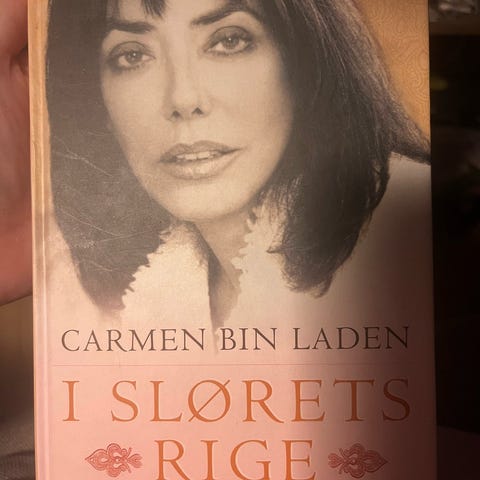 CARMEN BIN LADEN
I SLØRETS
RIGE